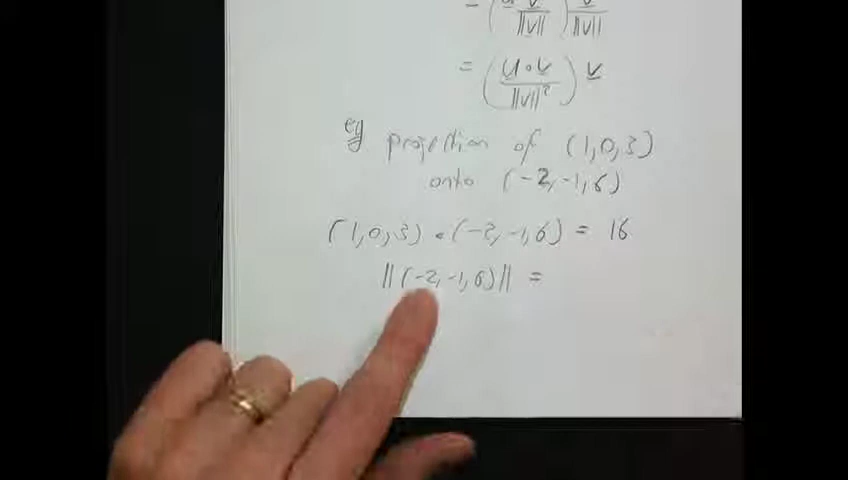 = ( u · v / ||v|| ) v / ||v||
= ( u · v / ||v||² ) v
eg projection of (1,0,3)
onto (-2,-1,6)
(1,0,3) · (-2,-1,6) = 16
||(-2,-1,6)|| =